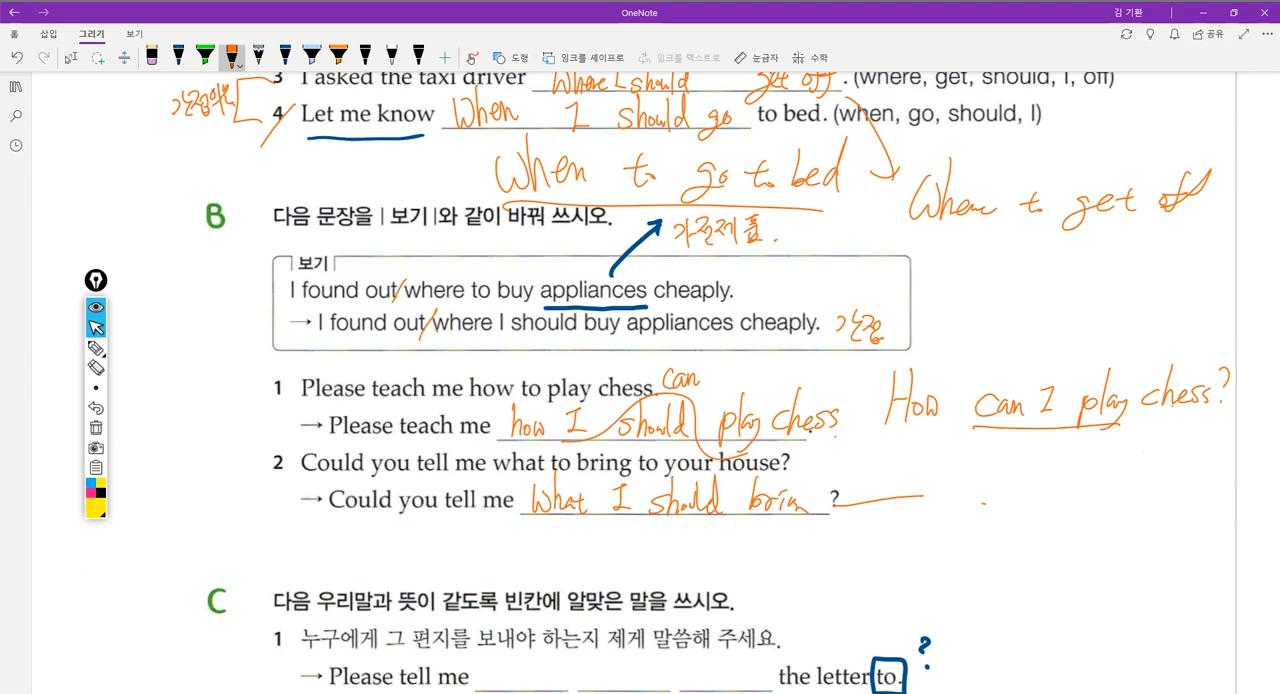 OneNote 김 기환
홈 삽입 그리기 보기
도형 잉크를 셰이프로 잉크를 텍스트로 눈금자 수학 공유
3 I asked the taxi driver where I should get off . (where, get, should, I, off)
4 Let me know when I should go to bed. (when, go, should, I)
When to go to bed
Where to get off
B 다음 문장을 | 보기 |와 같이 바꿔 쓰시오.
가전제품.
보기
I found out/where to buy appliances cheaply.
→ I found out/where I should buy appliances cheaply. 간접
1 Please teach me how to play chess.
can
→ Please teach me how I should play chess How can I play chess?
2 Could you tell me what to bring to your house?
→ Could you tell me what I should bring ?
C 다음 우리말과 뜻이 같도록 빈칸에 알맞은 말을 쓰시오.
1 누구에게 그 편지를 보내야 하는지 제게 말씀해 주세요.
?
→ Please tell me the letter to.